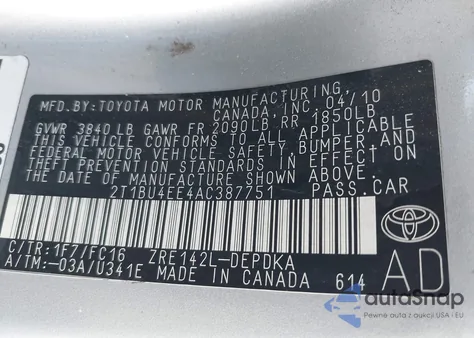 MFD.BY:TOYOTA MOTOR MANUFACTURING,
CANADA, INC. 04/10
GVWR 3840 LB GAWR FR 2090LB RR 1850LB
THIS VEHICLE CONFORMS TO ALL APPLICABLE
FEDERAL MOTOR VEHICLE SAFETY, BUMPER, AND
THEFT PREVENTION STANDARDS IN EFFECT ON
THE DATE OF MANUFACTURE SHOWN ABOVE.
2T1BU4EE4AC387751 PASS.CAR
C/TR:1F7/FC16 ZRE142L-DEPDKA
A/TM:-03A/U341E MADE IN CANADA 614
TOYOTA
AD
autoSnap
Pewne auta z aukcji USA - EU